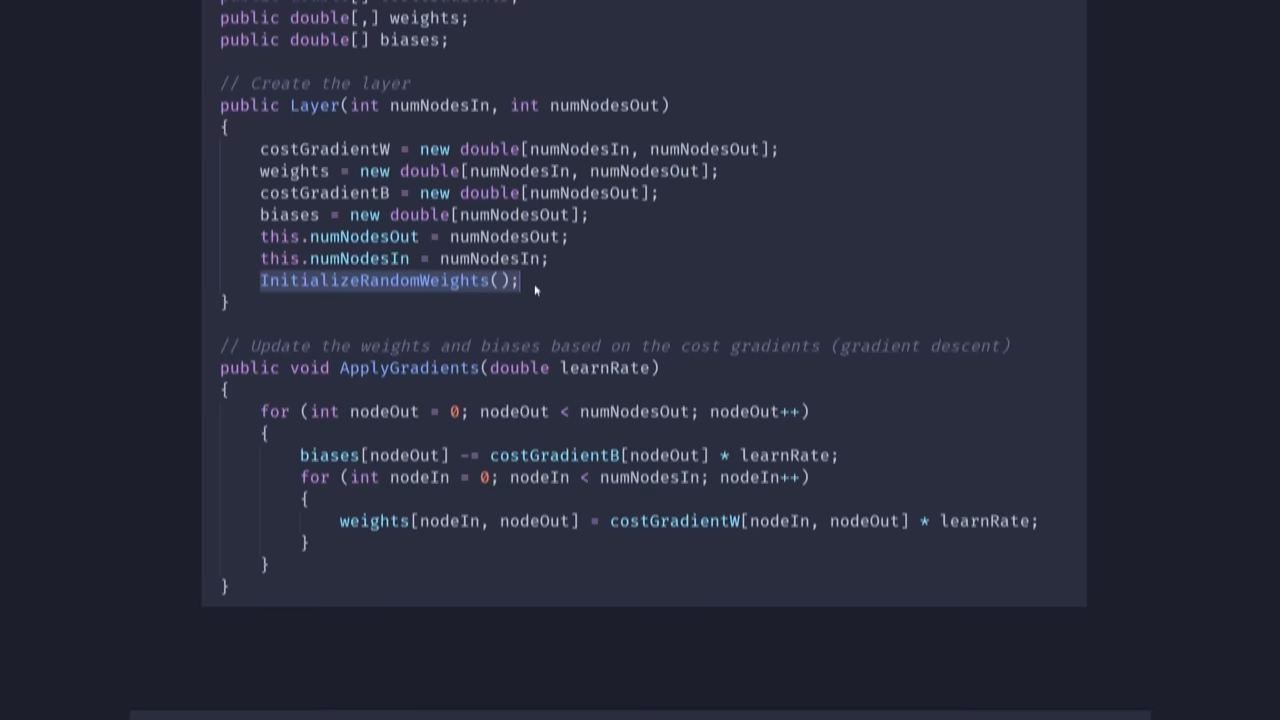 public double[,] weights;
public double[] biases;
// Create the layer
public Layer(int numNodesIn, int numNodesOut)
{
costGradientW = new double[numNodesIn, numNodesOut];
weights = new double[numNodesIn, numNodesOut];
costGradientB = new double[numNodesOut];
biases = new double[numNodesOut];
this.numNodesOut = numNodesOut;
this.numNodesIn = numNodesIn;
InitializeRandomWeights();
}
// Update the weights and biases based on the cost gradients (gradient descent)
public void ApplyGradients(double learnRate)
{
for (int nodeOut = 0; nodeOut < numNodesOut; nodeOut++)
{
biases[nodeOut] -= costGradientB[nodeOut] * learnRate;
for (int nodeIn = 0; nodeIn < numNodesIn; nodeIn++)
{
weights[nodeIn, nodeOut] = costGradientW[nodeIn, nodeOut] * learnRate;
}
}
}